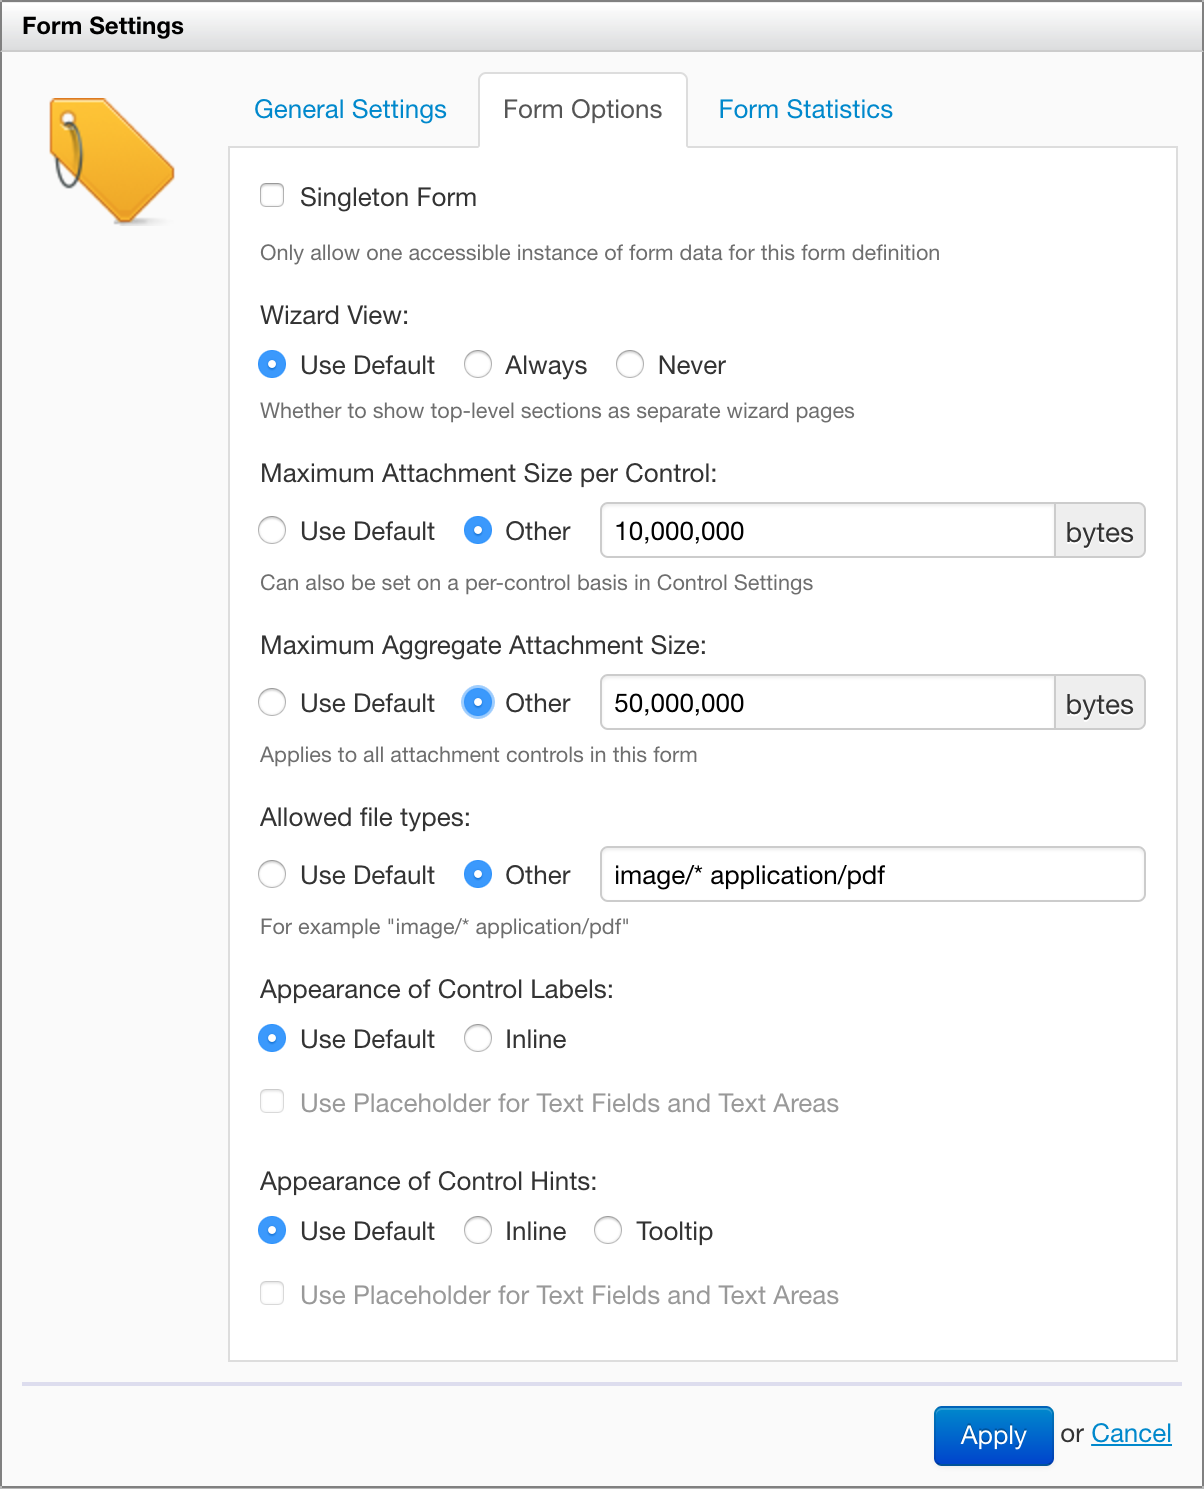 Form Settings
General Settings Form Options Form Statistics
Singleton Form
Only allow one accessible instance of form data for this form definition
Wizard View:
Use Default Always Never
Whether to show top-level sections as separate wizard pages
Maximum Attachment Size per Control:
Use Default Other 10,000,000 bytes
Can also be set on a per-control basis in Control Settings
Maximum Aggregate Attachment Size:
Use Default Other 50,000,000 bytes
Applies to all attachment controls in this form
Allowed file types:
Use Default Other image/* application/pdf
For example "image/* application/pdf"
Appearance of Control Labels:
Use Default Inline
Use Placeholder for Text Fields and Text Areas
Appearance of Control Hints:
Use Default Inline Tooltip
Use Placeholder for Text Fields and Text Areas
Apply or Cancel